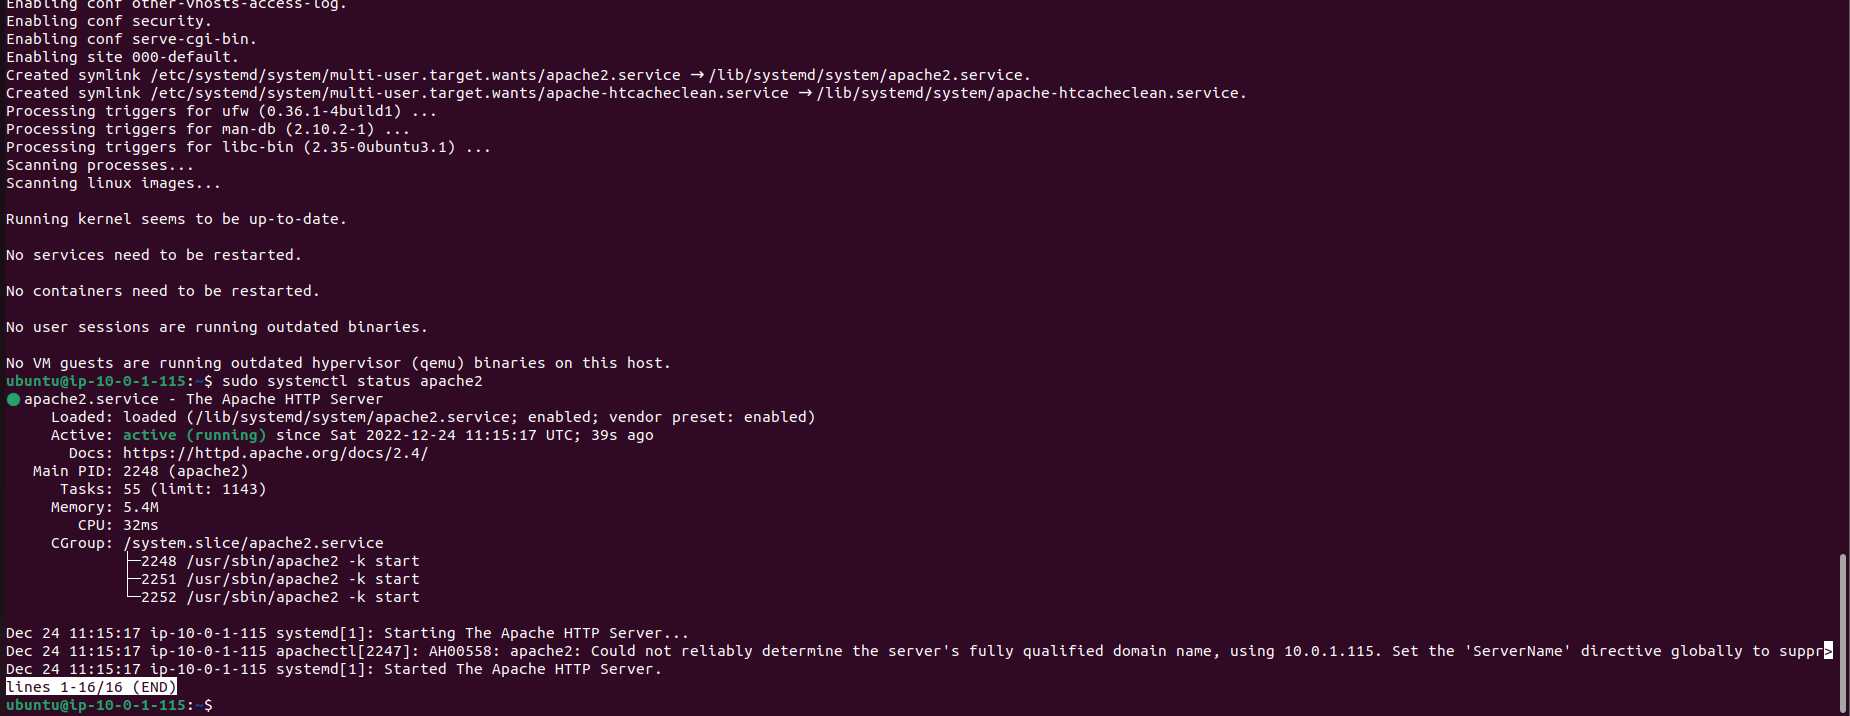 Enabling conf other-vhosts-access-log.
Enabling conf security.
Enabling conf serve-cgi-bin.
Enabling site 000-default.
Created symlink /etc/systemd/system/multi-user.target.wants/apache2.service → /lib/systemd/system/apache2.service.
Created symlink /etc/systemd/system/multi-user.target.wants/apache-htcacheclean.service → /lib/systemd/system/apache-htcacheclean.service.
Processing triggers for ufw (0.36.1-4build1) ...
Processing triggers for man-db (2.10.2-1) ...
Processing triggers for libc-bin (2.35-0ubuntu3.1) ...
Scanning processes...
Scanning linux images...
Running kernel seems to be up-to-date.
No services need to be restarted.
No containers need to be restarted.
No user sessions are running outdated binaries.
No VM guests are running outdated hypervisor (qemu) binaries on this host.
ubuntu@ip-10-0-1-115:~$ sudo systemctl status apache2
● apache2.service - The Apache HTTP Server
Loaded: loaded (/lib/systemd/system/apache2.service; enabled; vendor preset: enabled)
Active: active (running) since Sat 2022-12-24 11:15:17 UTC; 39s ago
Docs: https://httpd.apache.org/docs/2.4/
Main PID: 2248 (apache2)
Tasks: 55 (limit: 1143)
Memory: 5.4M
CPU: 32ms
CGroup: /system.slice/apache2.service
├─2248 /usr/sbin/apache2 -k start
├─2251 /usr/sbin/apache2 -k start
└─2252 /usr/sbin/apache2 -k start
Dec 24 11:15:17 ip-10-0-1-115 systemd[1]: Starting The Apache HTTP Server...
Dec 24 11:15:17 ip-10-0-1-115 apachectl[2247]: AH00558: apache2: Could not reliably determine the server's fully qualified domain name, using 10.0.1.115. Set the 'ServerName' directive globally to suppr>
Dec 24 11:15:17 ip-10-0-1-115 systemd[1]: Started The Apache HTTP Server.
lines 1-16/16 (END)
ubuntu@ip-10-0-1-115:~$